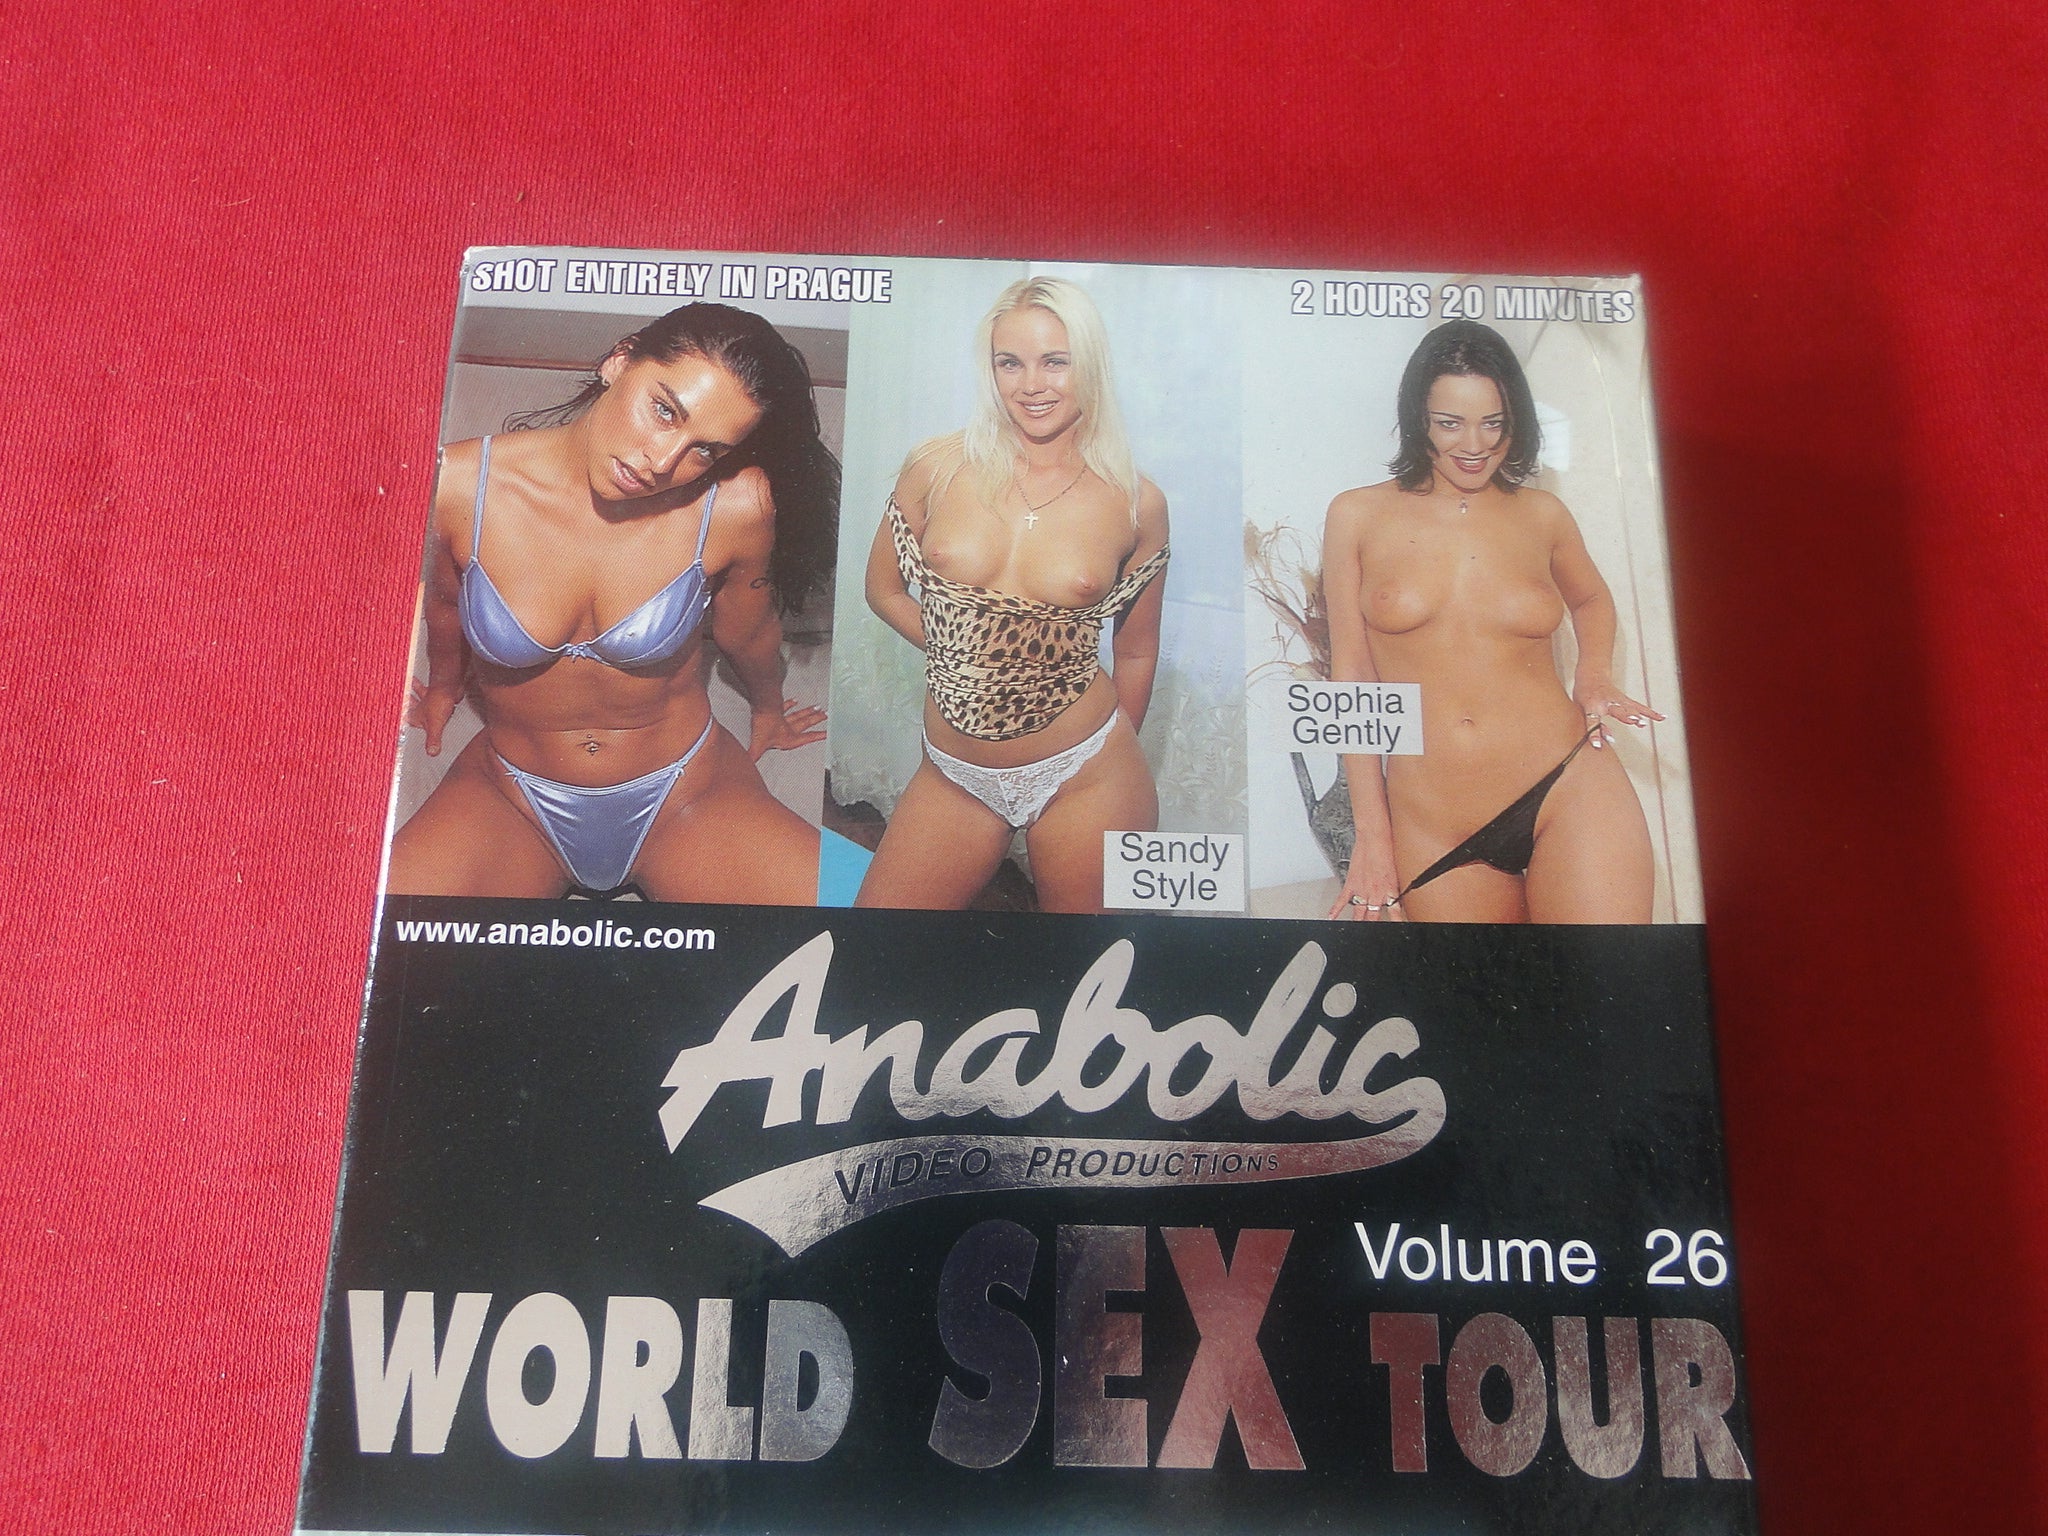 SHOT ENTIRELY IN PRAGUE
2 HOURS 20 MINUTES
Sophia
Gently
Sandy
Style
www.anabolic.com
Anabolic
VIDEO PRODUCTIONS
Volume 26
WORLD SEX TOUR